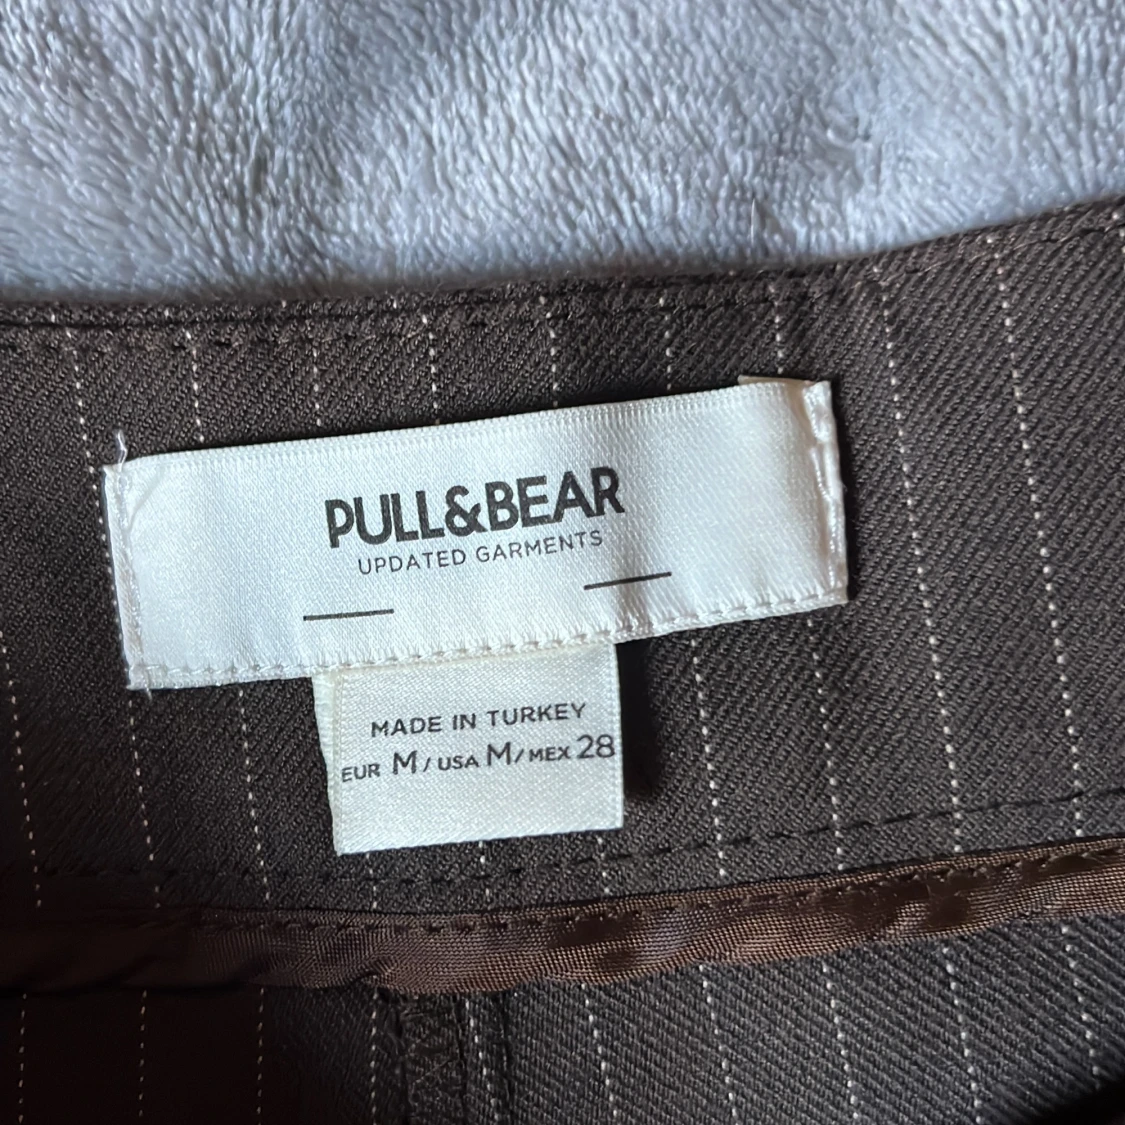 PULL&BEAR
UPDATED GARMENTS
MADE IN TURKEY
EUR M/USA M/MEX 28